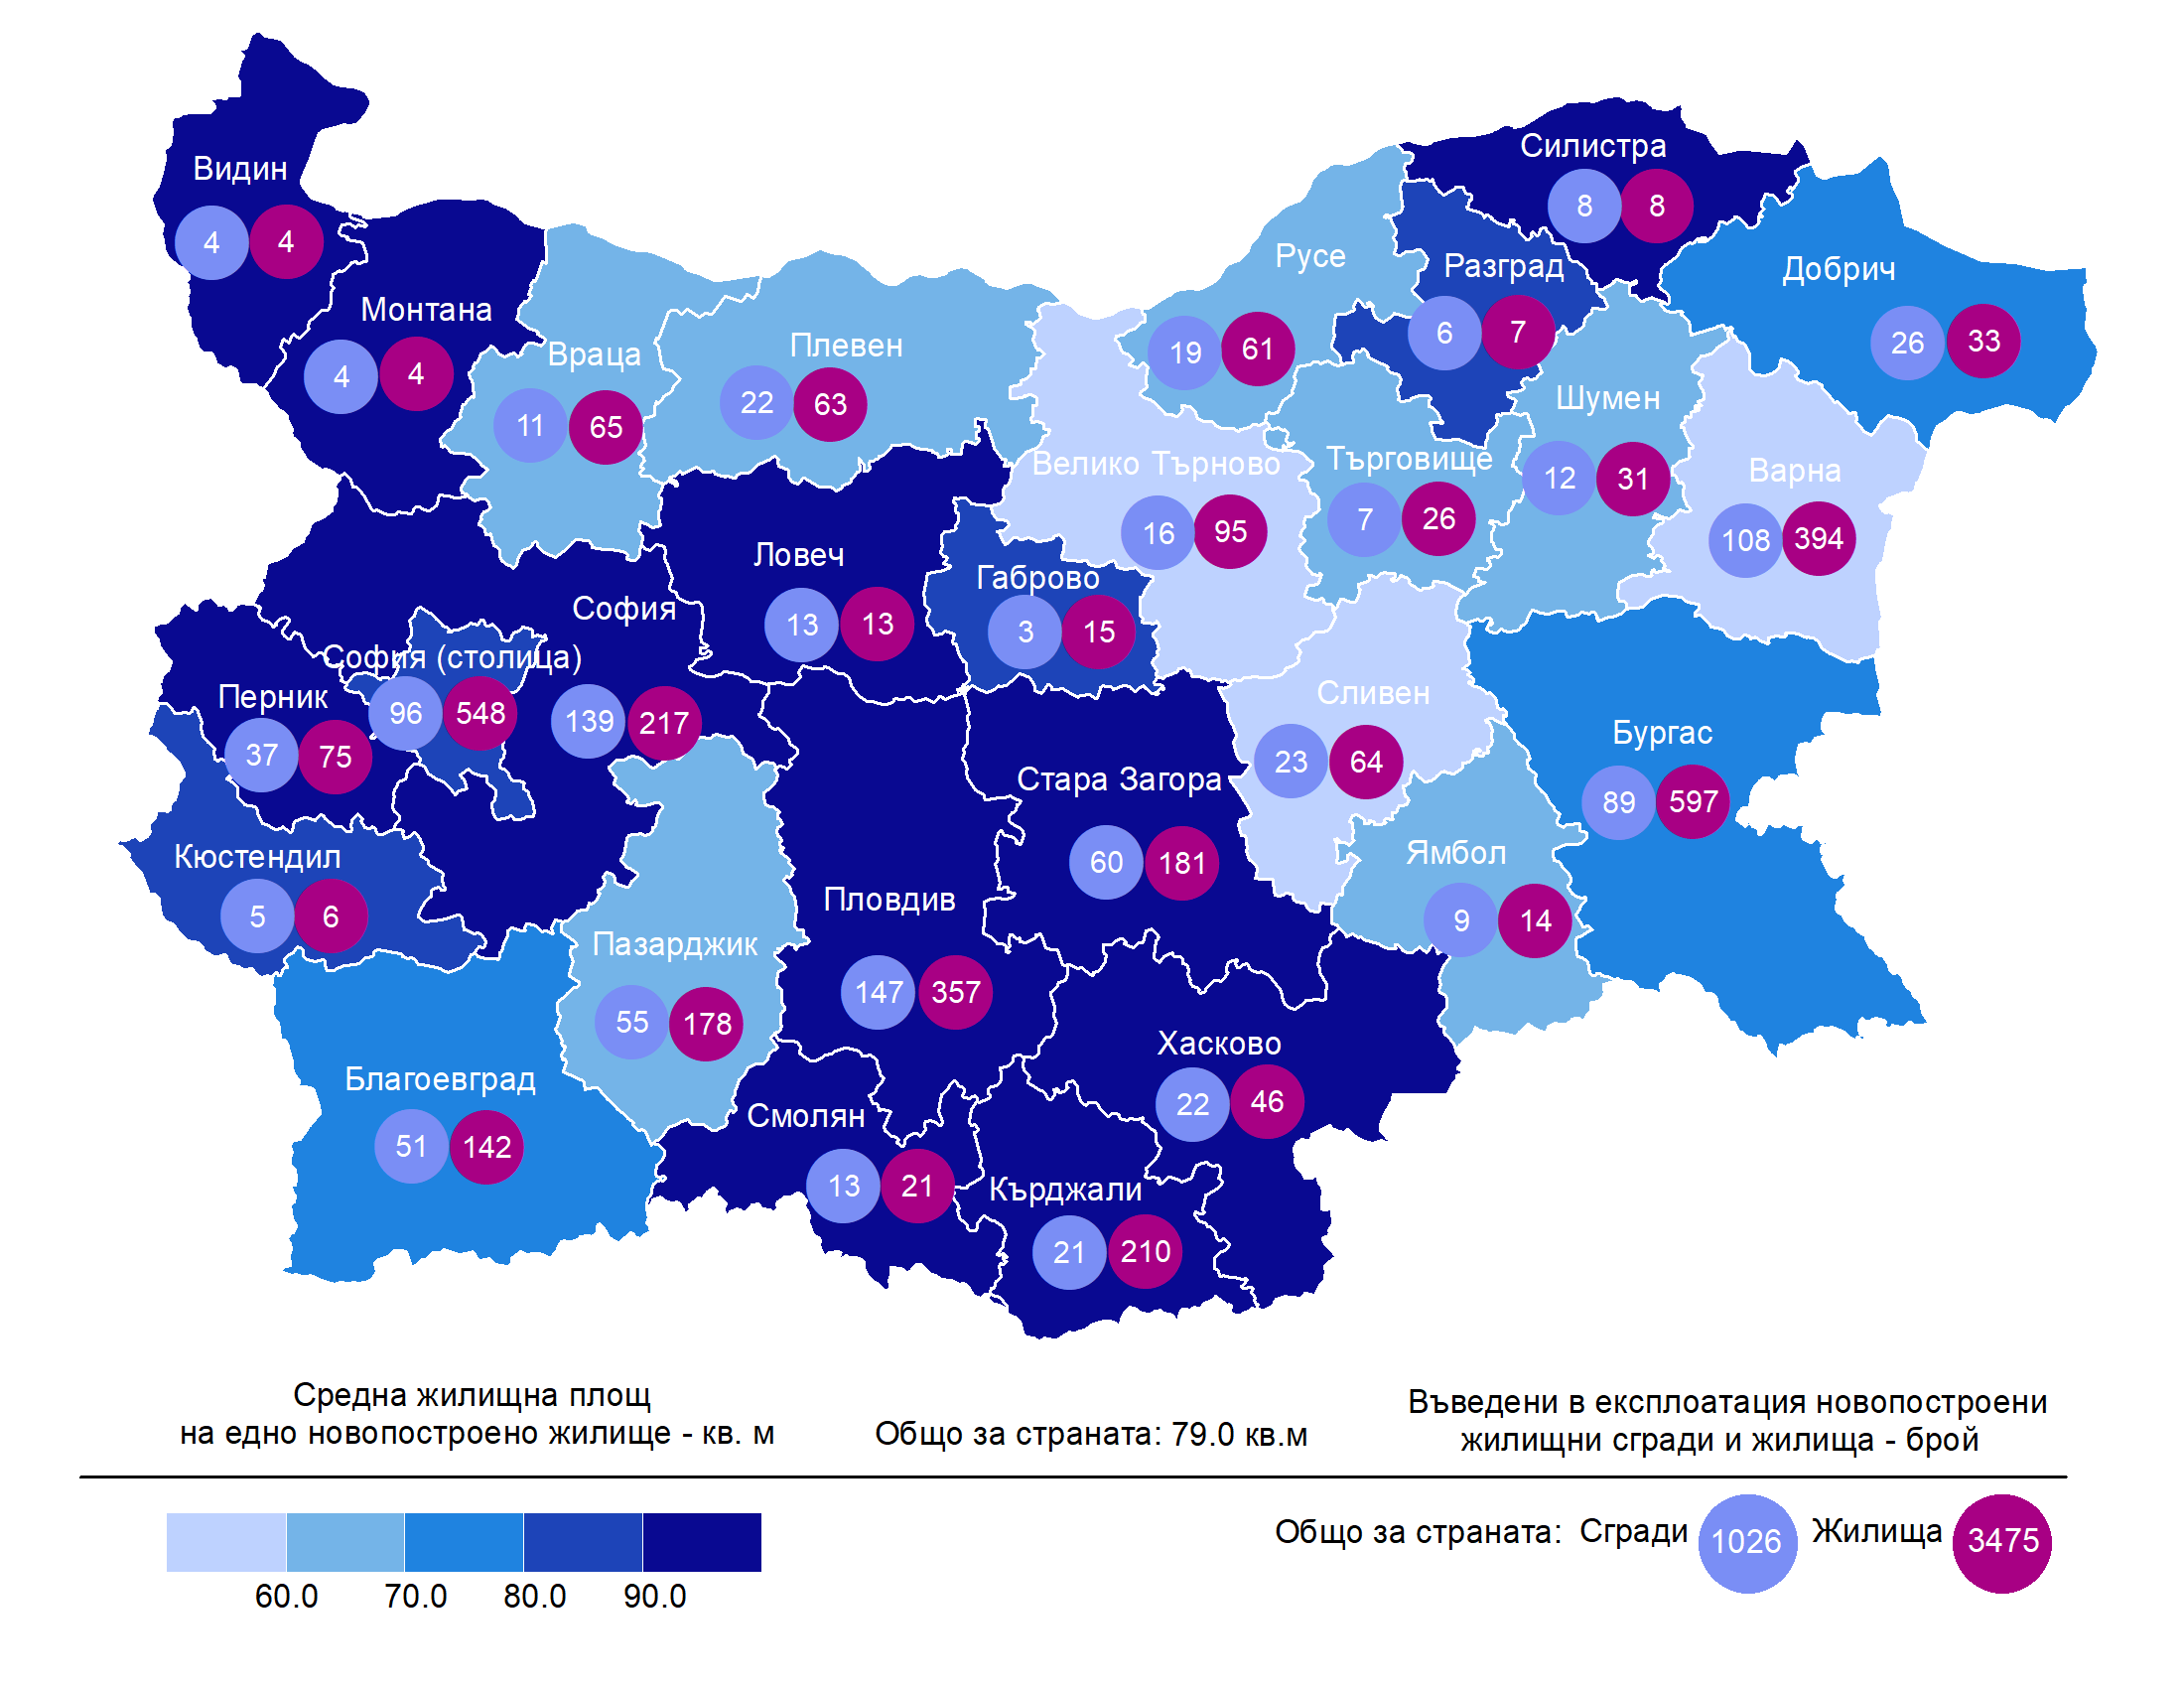 Видин
4 4
Монтана
4 4
Враца
11 65
Плевен
22 63
Русе
19 61
Силистра
8 8
Разград
6 7
Добрич
26 33
Шумен
12 31
Варна
108 394
Търговище
7 26
Велико Търново
16 95
Ловеч
13 13
Габрово
3 15
София
139 217
София (столица)
96 548
Перник
37 75
Кюстендил
5 6
Благоевград
51 142
Пазарджик
55 178
Пловдив
147 357
Стара Загора
60 181
Сливен
23 64
Ямбол
9 14
Бургас
89 597
Хасково
22 46
Смолян
13 21
Кърджали
21 210
Средна жилищна площ
на едно новопостроено жилище - кв. м
Общо за страната: 79.0 кв.м
Въведени в експлоатация новопостроени
жилищни сгради и жилища - брой
60.0 70.0 80.0 90.0
Общо за страната: Сгради 1026 Жилища 3475